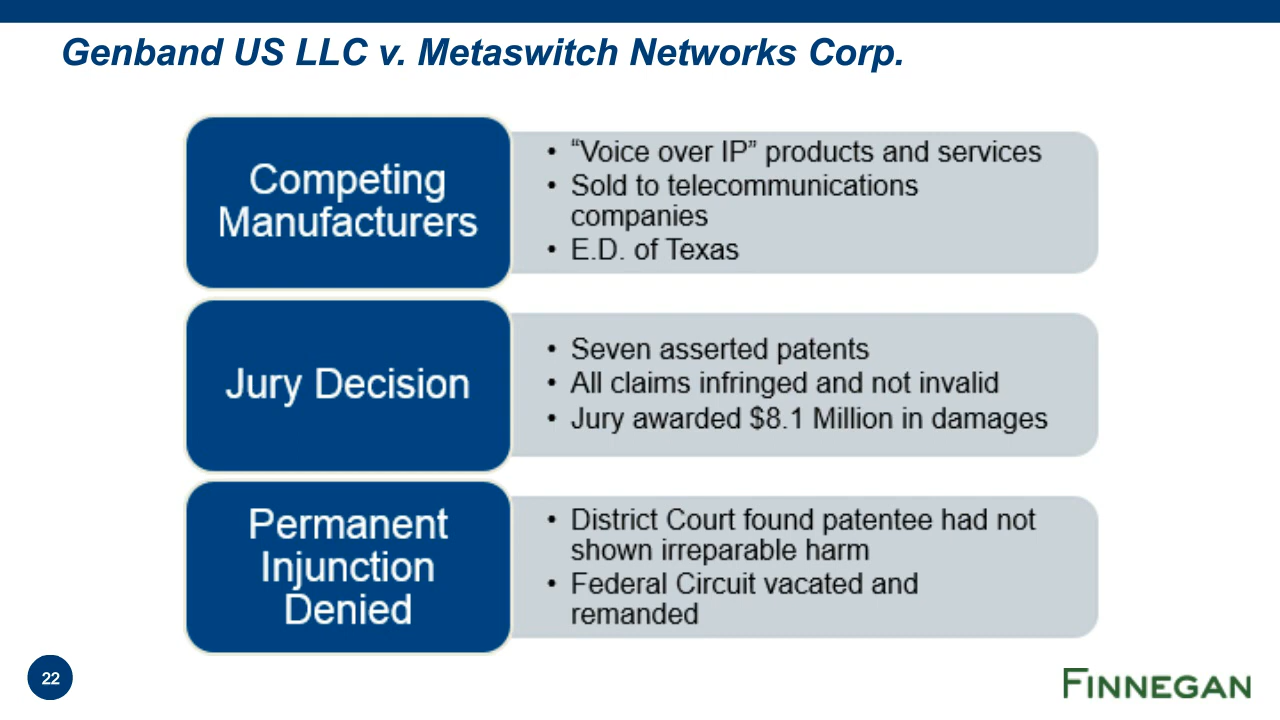 Genband US LLC v. Metaswitch Networks Corp.
Competing
Manufacturers
• “Voice over IP” products and services
• Sold to telecommunications
companies
• E.D. of Texas
Jury Decision
• Seven asserted patents
• All claims infringed and not invalid
• Jury awarded $8.1 Million in damages
Permanent
Injunction
Denied
• District Court found patentee had not
shown irreparable harm
• Federal Circuit vacated and
remanded
22
FINNEGAN